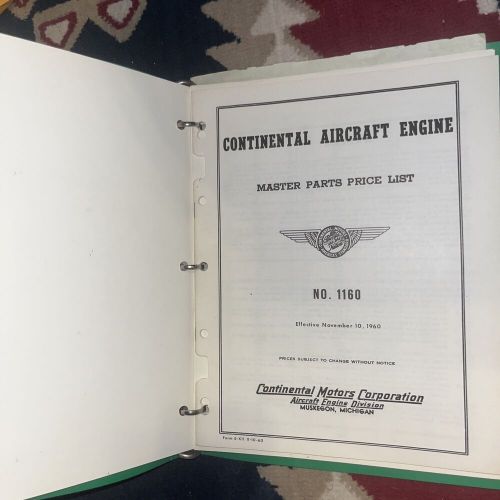 CONTINENTAL AIRCRAFT ENGINE
MASTER PARTS PRICE LIST
NO. 1160
Effective November 10, 1960
PRICES SUBJECT TO CHANGE WITHOUT NOTICE
Continental Motors Corporation
Aircraft Engine Division
MUSKEGON, MICHIGAN